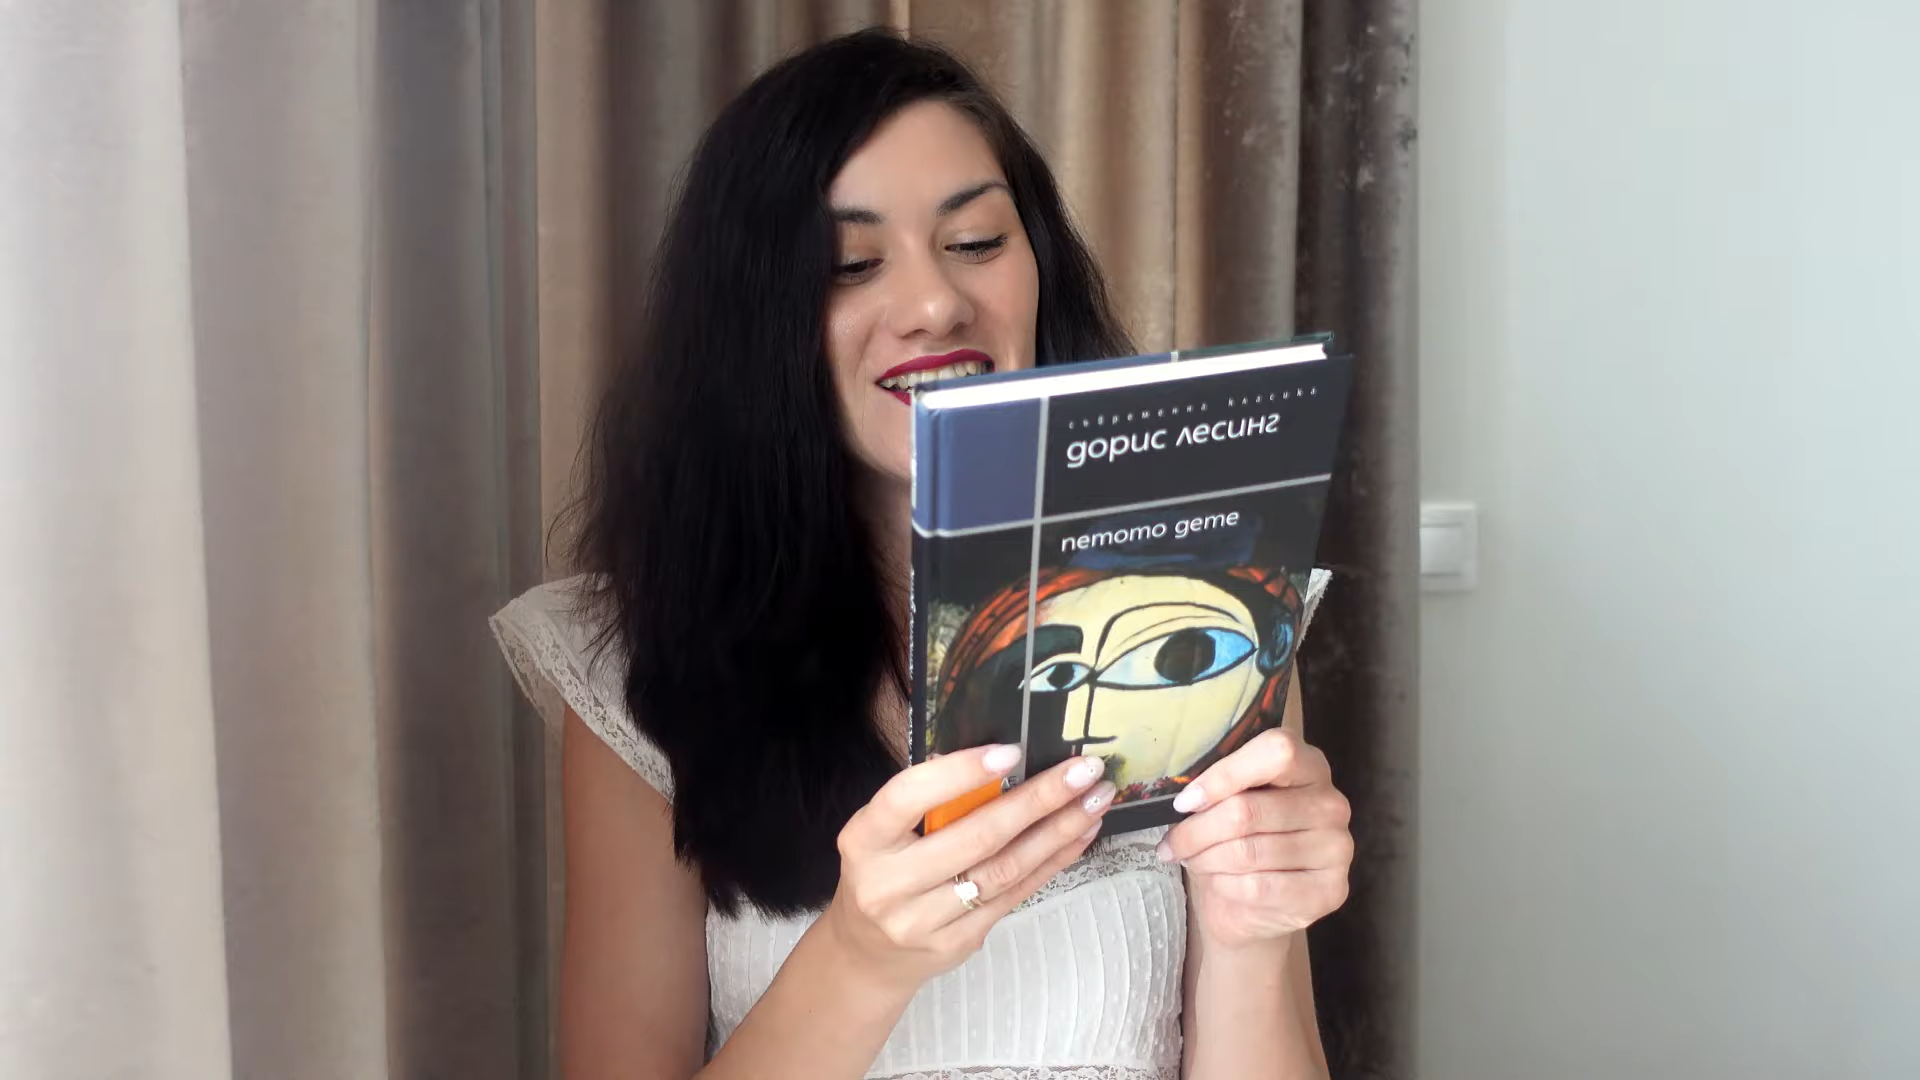 съвременна класика
дорис лесинг
петото дете